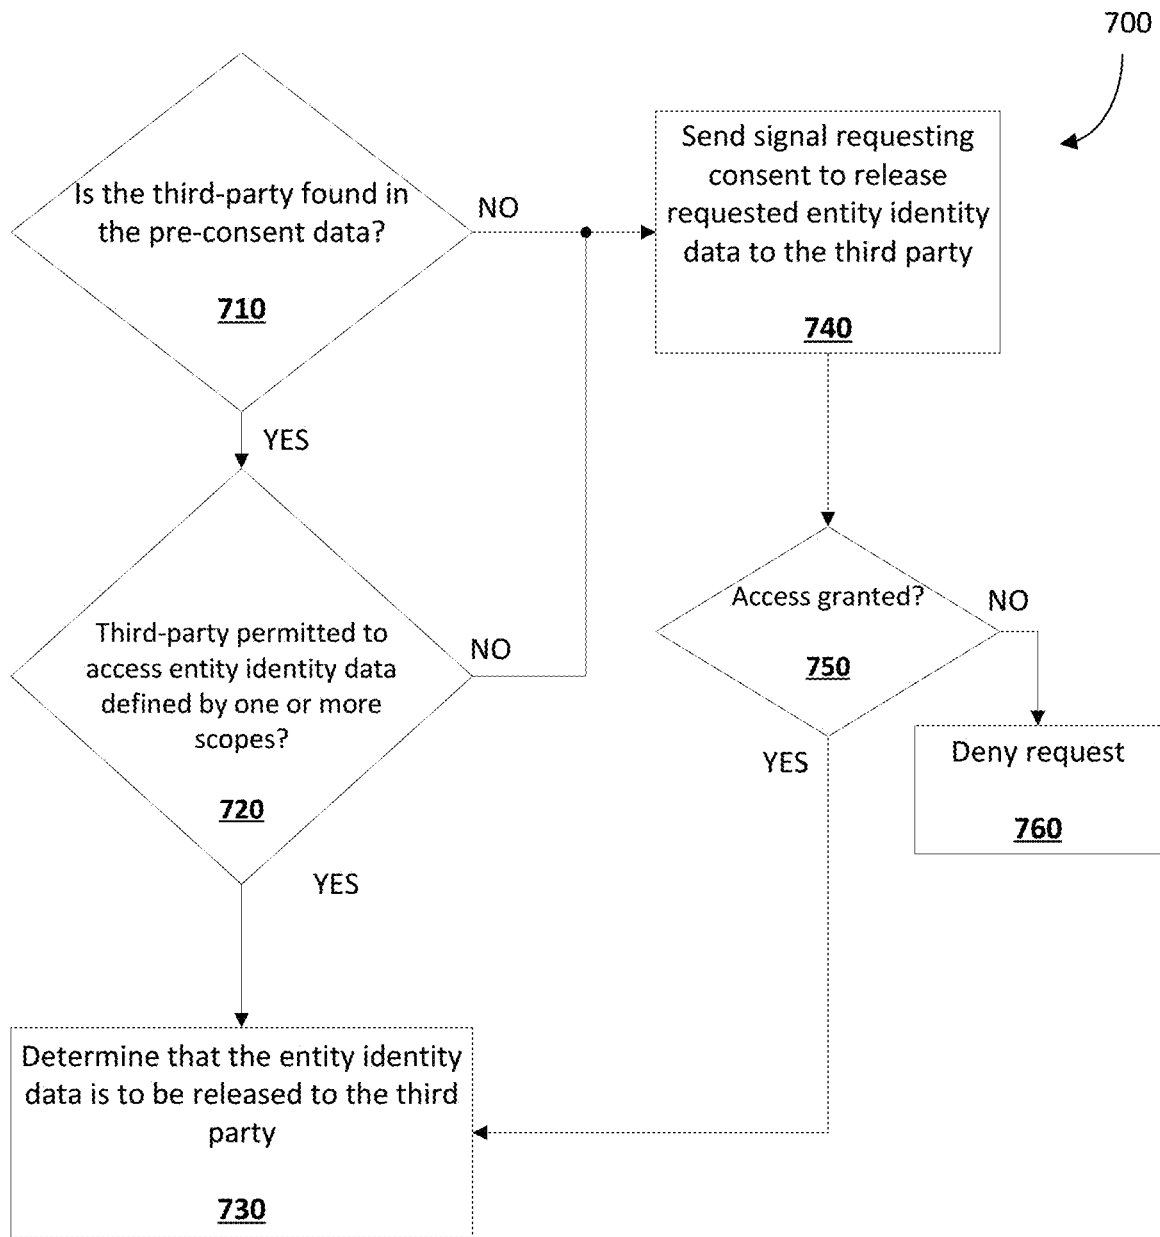 700
Is the third-party found in
the pre-consent data?
710
NO
Send signal requesting
consent to release
requested entity identity
data to the third party
740
YES
Third-party permitted to
access entity identity data
defined by one or more
scopes?
720
NO
Access granted?
750
NO
YES
Deny request
760
YES
Determine that the entity identity
data is to be released to the third
party
730